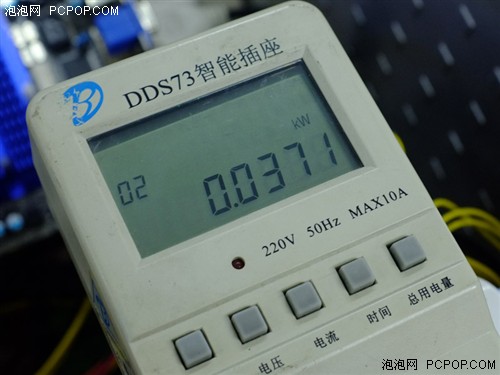 泡泡网 PCPOP.COM
DDS73智能插座
kW
02
0.0371
220V 50Hz MAX10A
电压
电流
时间
总用电量
泡泡网 PCPOP.COM